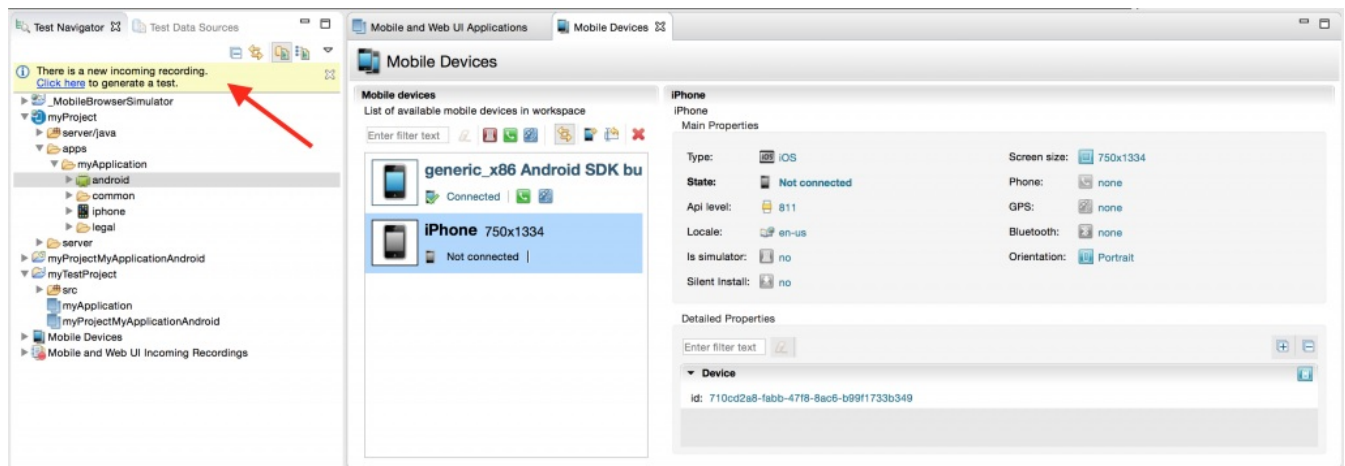 Test Navigator
Test Data Sources
There is a new incoming recording.
Click here to generate a test.
_MobileBrowserSimulator
myProject
server/java
apps
myApplication
android
common
iphone
legal
server
myProjectMyApplicationAndroid
myTestProject
src
myApplication
myProjectMyApplicationAndroid
Mobile Devices
Mobile and Web UI Incoming Recordings
Mobile and Web UI Applications
Mobile Devices
Mobile Devices
Mobile devices
List of available mobile devices in workspace
Enter filter text
generic_x86 Android SDK bu
Connected
iPhone 750x1334
Not connected
iPhone
iPhone
Main Properties
Type: iOS
Screen size: 750x1334
State: Not connected
Phone: none
Api level: 811
GPS: none
Locale: en-us
Bluetooth: none
Is simulator: no
Orientation: Portrait
Silent Install: no
Detailed Properties
Enter filter text
Device
id: 710cd2a8-fabb-47f8-8ac6-b99f1733b349